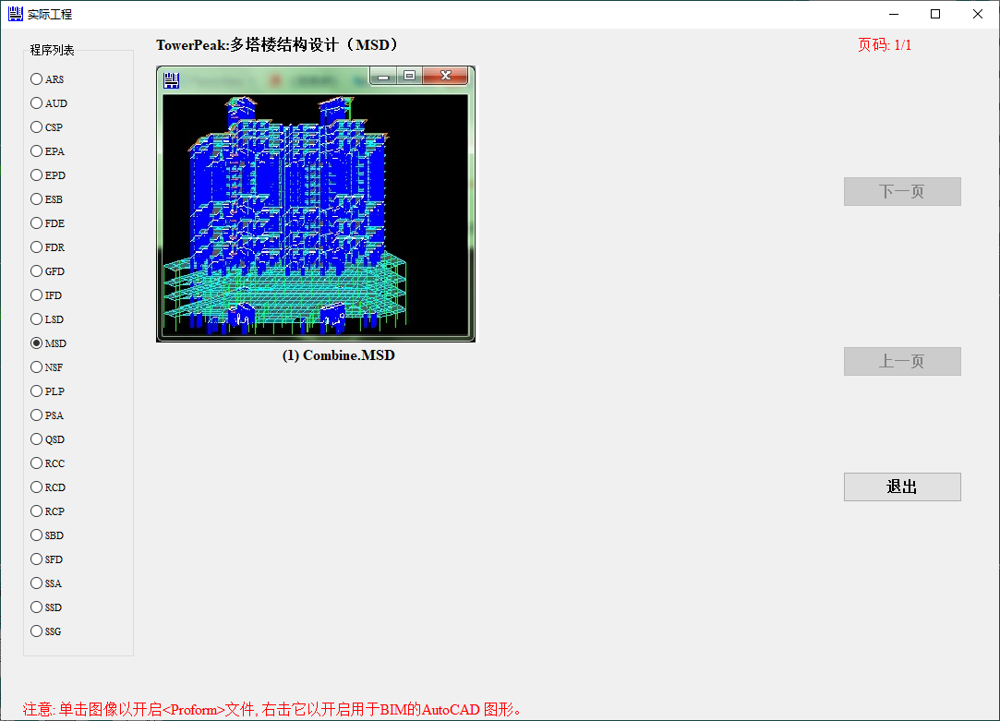 实际工程
程序列表
ARS
AUD
CSP
EPA
EPD
ESB
FDE
FDR
GFD
IFD
LSD
MSD
NSF
PLP
PSA
QSD
RCC
RCD
RCP
SBD
SFD
SSA
SSD
SSG
TowerPeak:多塔楼结构设计（MSD）
(1) Combine.MSD
页码: 1/1
下一页
上一页
退出
注意: 单击图像以开启<Proform>文件, 右击它以开启用于BIM的AutoCAD 图形。